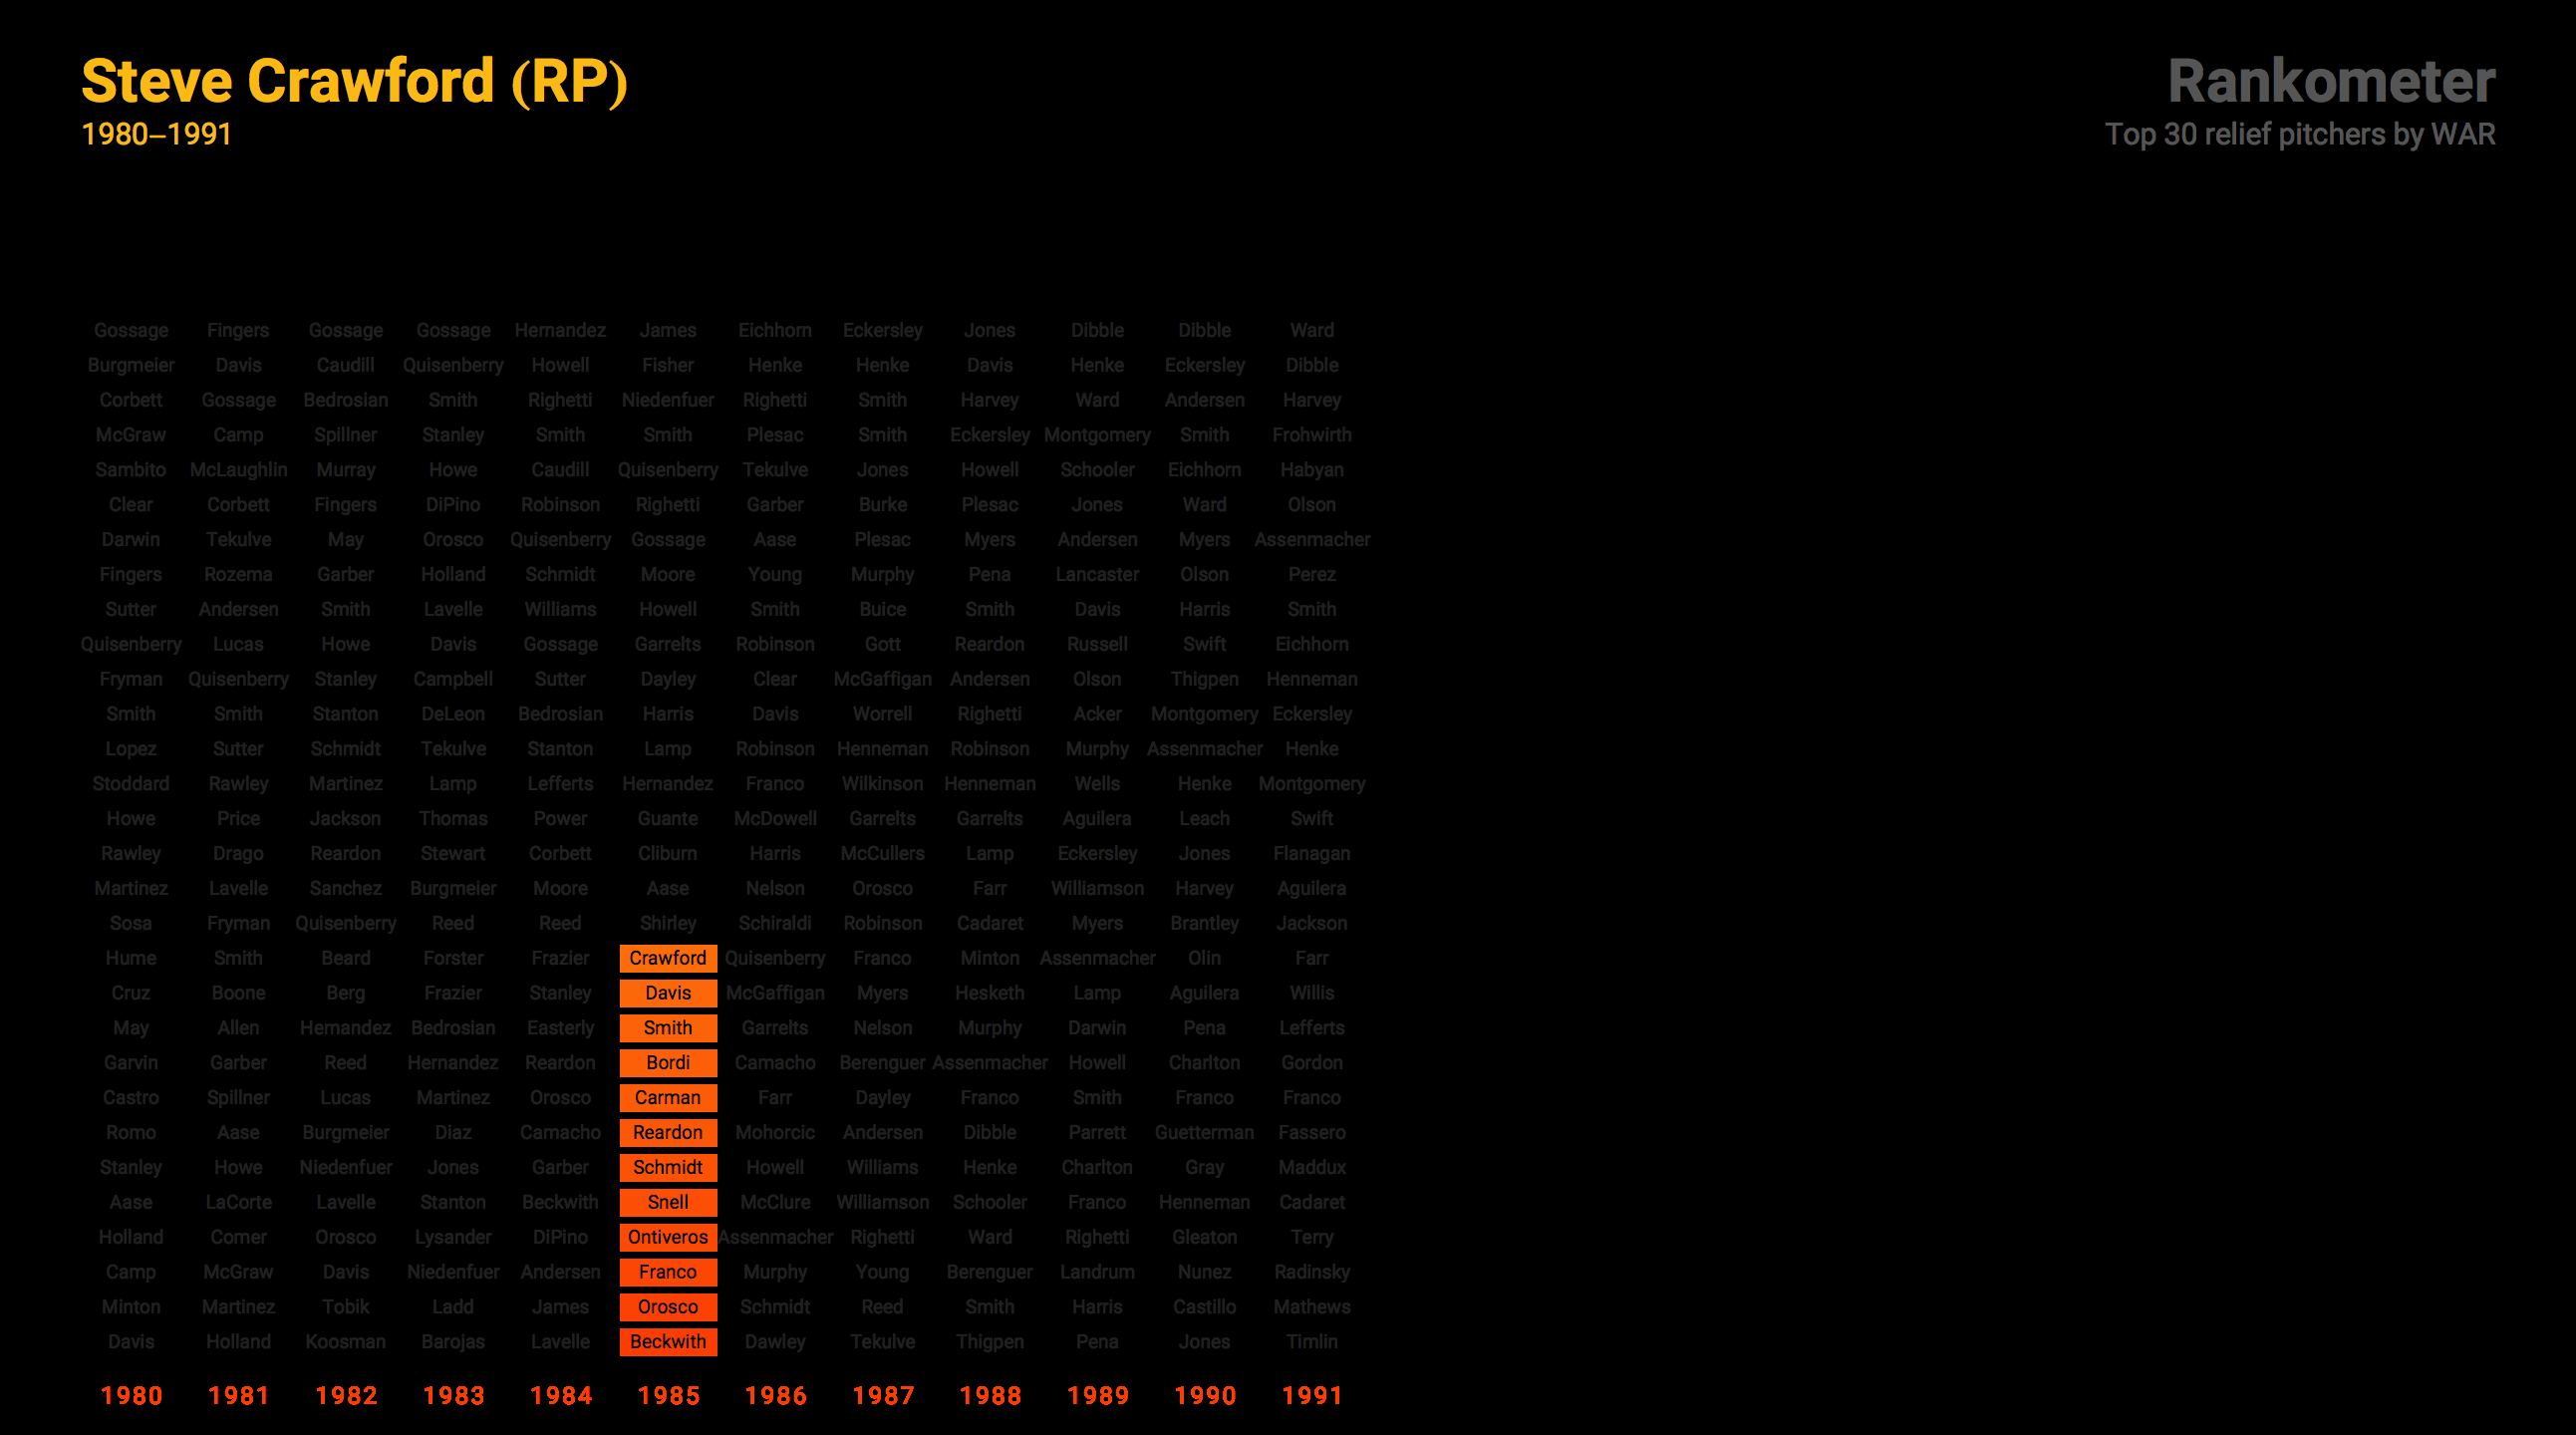 Steve Crawford (RP)
1980–1991
Rankometer
Top 30 relief pitchers by WAR
Gossage Fingers Gossage Gossage Hernandez James Eichhorn Eckersley Jones Dibble Dibble Ward
Burgmeier Davis Caudill Quisenberry Howell Fisher Henke Henke Davis Henke Eckersley Dibble
Corbett Gossage Bedrosian Smith Righetti Niedenfuer Righetti Smith Harvey Ward Andersen Harvey
McGraw Camp Spillner Stanley Smith Smith Plesac Smith Eckersley Montgomery Smith Frohwirth
Sambito McLaughlin Murray Howe Caudill Quisenberry Tekulve Jones Howell Schooler Eichhorn Habyan
Clear Corbett Fingers DiPino Robinson Righetti Garber Burke Plesac Jones Ward Olson
Darwin Tekulve May Orosco Quisenberry Gossage Aase Plesac Myers Andersen Myers Assenmacher
Fingers Rozema Garber Holland Schmidt Moore Young Murphy Pena Lancaster Olson Perez
Sutter Andersen Smith Lavelle Williams Howell Smith Buice Smith Davis Harris Smith
Quisenberry Lucas Howe Davis Gossage Garrelts Robinson Gott Reardon Russell Swift Eichhorn
Fryman Quisenberry Stanley Campbell Sutter Dayley Clear McGaffigan Andersen Olson Thigpen Henneman
Smith Smith Stanton DeLeon Bedrosian Harris Davis Worrell Righetti Acker Montgomery Eckersley
Lopez Sutter Schmidt Tekulve Stanton Lamp Robinson Henneman Robinson Murphy Assenmacher Henke
Stoddard Rawley Martinez Lamp Lefferts Hernandez Franco Wilkinson Henneman Wells Henke Montgomery
Howe Price Jackson Thomas Power Guante McDowell Garrelts Garrelts Aguilera Leach Swift
Rawley Drago Reardon Stewart Corbett Cliburn Harris McCullers Lamp Eckersley Jones Flanagan
Martinez Lavelle Sanchez Burgmeier Moore Aase Nelson Orosco Farr Williamson Harvey Aguilera
Sosa Fryman Quisenberry Reed Reed Shirley Schiraldi Robinson Cadaret Myers Brantley Jackson
Hume Smith Beard Forster Frazier Crawford Quisenberry Franco Minton Assenmacher Olin Farr
Cruz Boone Berg Frazier Stanley Davis McGaffigan Myers Hesketh Lamp Aguilera Willis
May Allen Hernandez Bedrosian Easterly Smith Garrelts Nelson Murphy Darwin Pena Lefferts
Garvin Garber Reed Hernandez Reardon Bordi Camacho Berenguer Assenmacher Howell Charlton Gordon
Castro Spillner Lucas Martinez Orosco Carman Farr Dayley Franco Smith Franco Franco
Romo Aase Burgmeier Diaz Camacho Reardon Mohorcic Andersen Dibble Parrett Guetterman Fassero
Stanley Howe Niedenfuer Jones Garber Schmidt Howell Williams Henke Charlton Gray Maddux
Aase LaCorte Lavelle Stanton Beckwith Snell McClure Williamson Schooler Franco Henneman Cadaret
Holland Comer Orosco Lysander DiPino Ontiveros Assenmacher Righetti Ward Righetti Gleaton Terry
Camp McGraw Davis Niedenfuer Andersen Franco Murphy Young Berenguer Landrum Nunez Radinsky
Minton Martinez Tobik Ladd James Orosco Schmidt Reed Smith Harris Castillo Mathews
Davis Holland Koosman Barojas Lavelle Beckwith Dawley Tekulve Thigpen Pena Jones Timlin
1980 1981 1982 1983 1984 1985 1986 1987 1988 1989 1990 1991